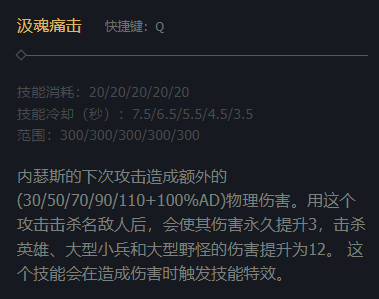 汲魂痛击 快捷键：Q
技能消耗：20/20/20/20/20
技能冷却（秒）：7.5/6.5/5.5/4.5/3.5
范围：300/300/300/300/300
内瑟斯的下次攻击造成额外的
(30/50/70/90/110+100%AD)物理伤害。用这个
攻击击杀名敌人后，会使其伤害永久提升3，击杀
英雄、大型小兵和大型野怪的伤害提升为12。 这
个技能会在造成伤害时触发技能特效。